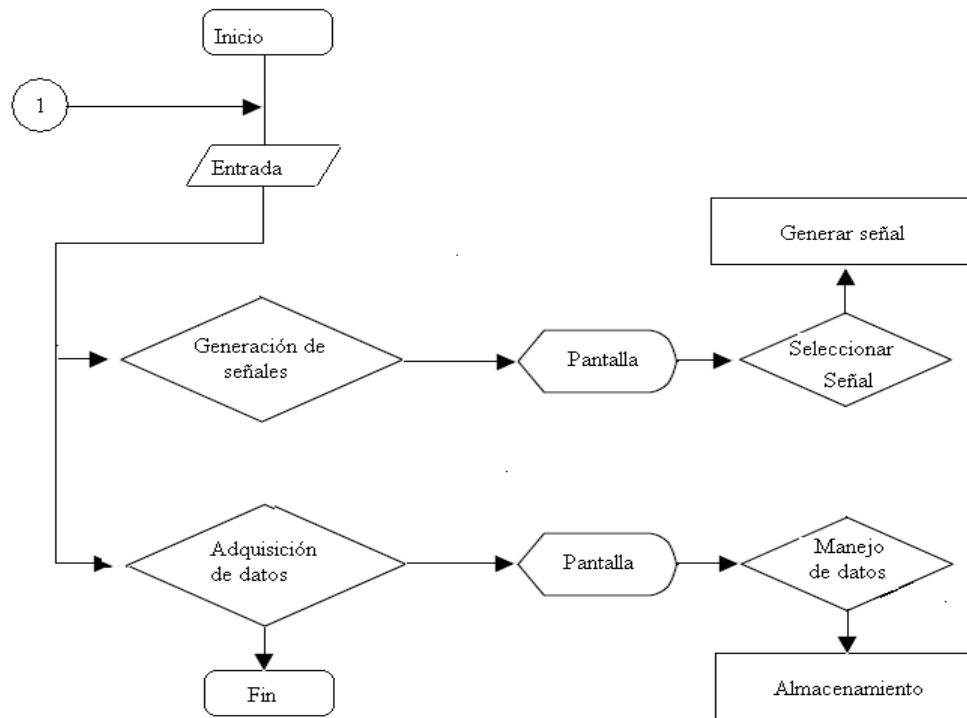 Inicio
1
Entrada
Generar señal
Generación de
señales
Pantalla
Seleccionar
Señal
Adquisición
de datos
Pantalla
Manejo
de datos
Fin
Almacenamiento